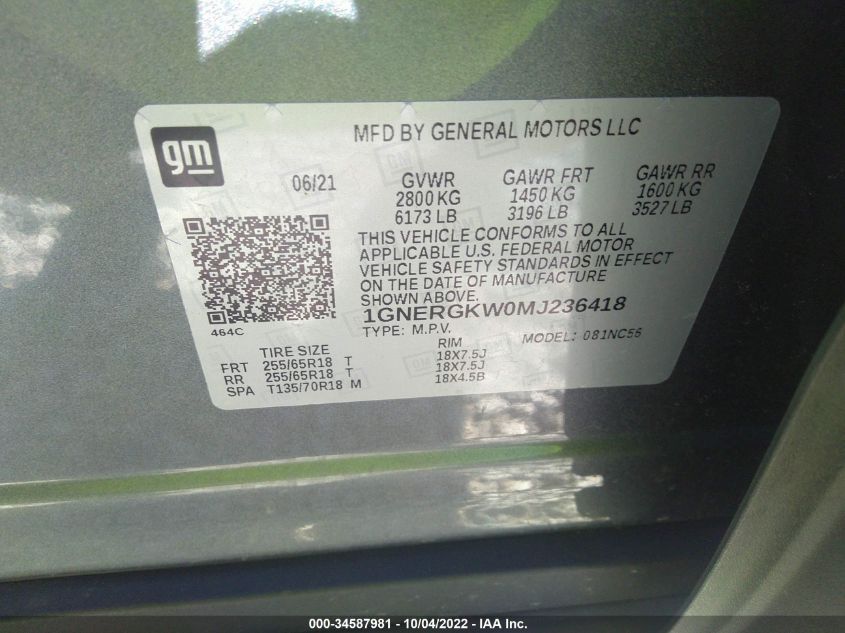 gm
MFD BY GENERAL MOTORS LLC
06/21 GVWR GAWR FRT GAWR RR
2800 KG 1450 KG 1600 KG
6173 LB 3196 LB 3527 LB
THIS VEHICLE CONFORMS TO ALL
APPLICABLE U.S. FEDERAL MOTOR
VEHICLE SAFETY STANDARDS IN EFFECT
ON THE DATE OF MANUFACTURE
SHOWN ABOVE.
1GNERGKW0MJ236418
464C
TYPE: M.P.V. MODEL: 081NC56
TIRE SIZE RIM
FRT 255/65R18 T 18X7.5J
RR 255/65R18 T 18X7.5J
SPA T135/70R18 M 18X4.5B
000-34587981 - 10/04/2022 - IAA Inc.